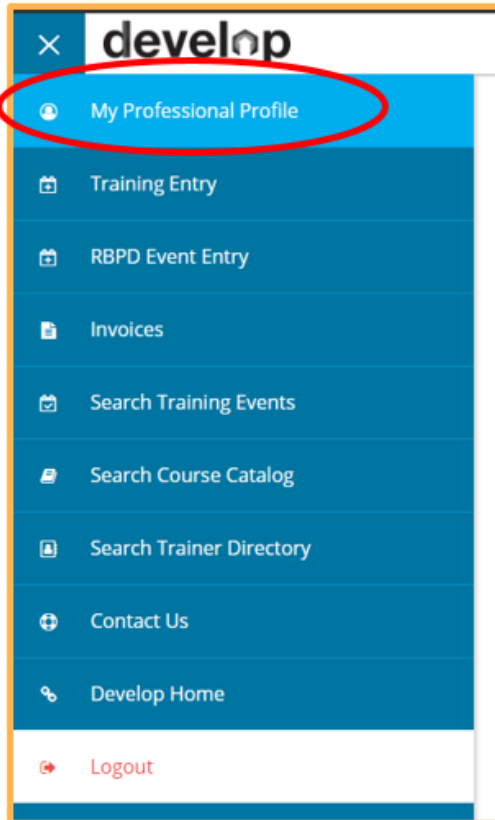 develop
My Professional Profile
Training Entry
RBPD Event Entry
Invoices
Search Training Events
Search Course Catalog
Search Trainer Directory
Contact Us
Develop Home
Logout